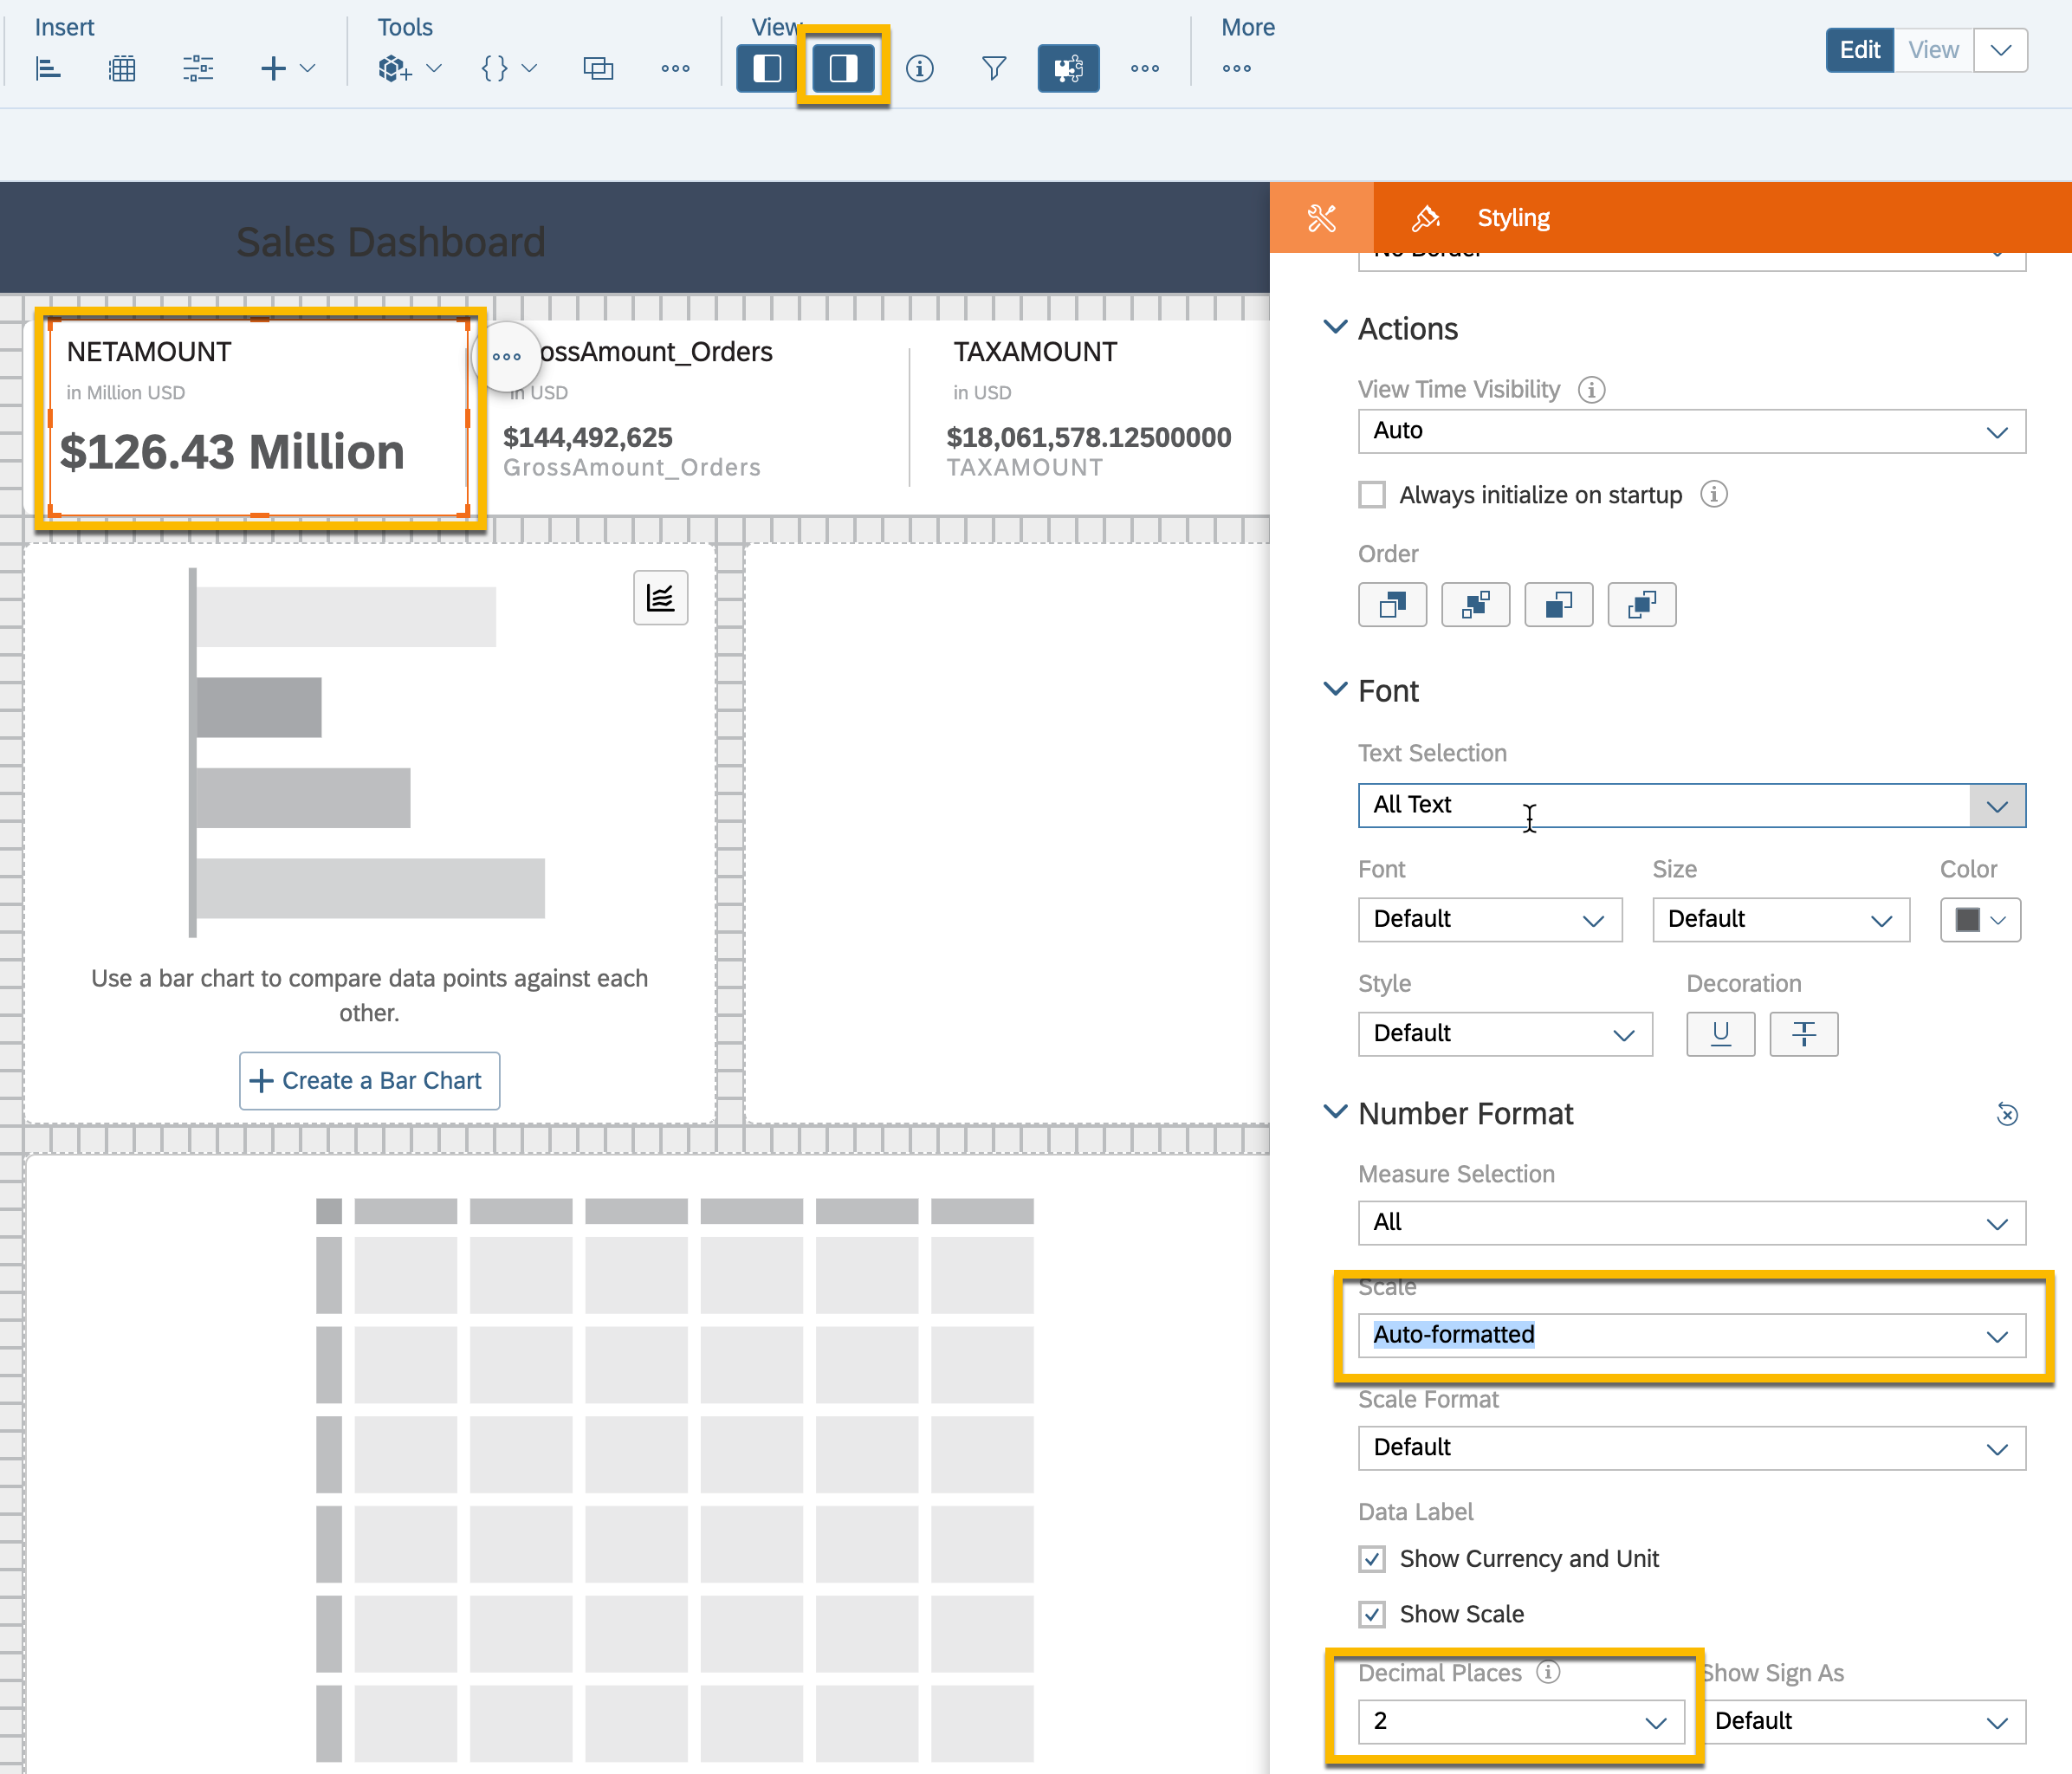 Insert
Tools
View
More
Edit
View
Sales Dashboard
Styling
No Border
NETAMOUNT
in Million USD
$126.43 Million
ossAmount_Orders
in USD
$144,492,625
GrossAmount_Orders
TAXAMOUNT
in USD
$18,061,578.12500000
TAXAMOUNT
Use a bar chart to compare data points against each
other.
+ Create a Bar Chart
Actions
View Time Visibility
Auto
Always initialize on startup
Order
Font
Text Selection
All Text
Font
Size
Color
Default
Default
Style
Decoration
Default
Number Format
Measure Selection
All
Scale
Auto-formatted
Scale Format
Default
Data Label
Show Currency and Unit
Show Scale
Decimal Places
Show Sign As
2
Default